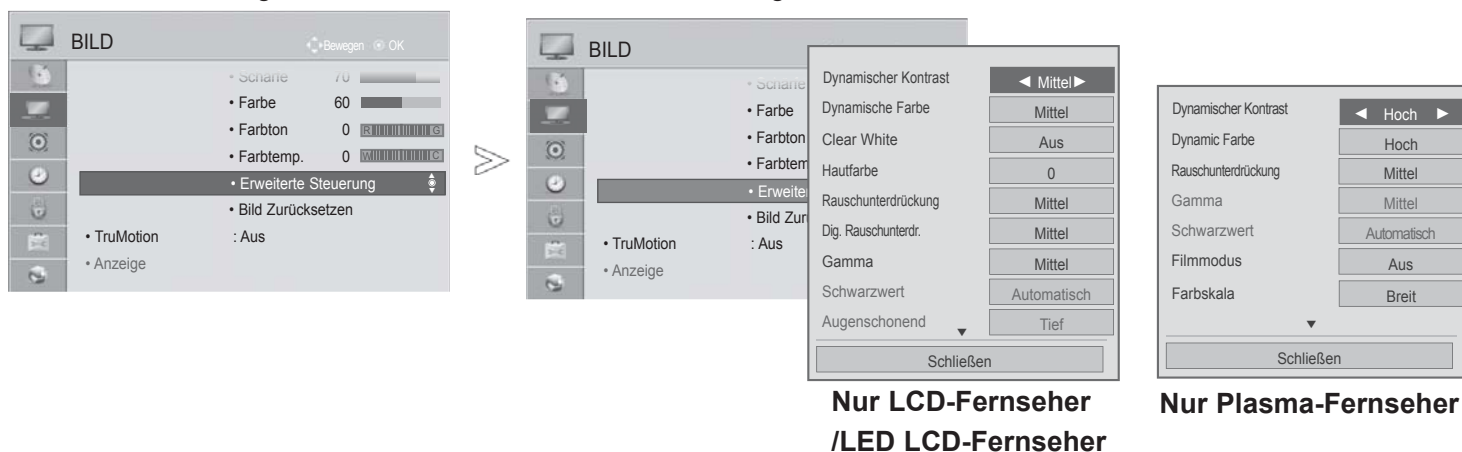 BILD
Bewegen OK
• Schärfe 70
• Farbe 60
• Farbton 0 R G
• Farbtemp. 0 W C
• Erweiterte Steuerung
• Bild Zurücksetzen
• TruMotion : Aus
• Anzeige
BILD
• Schärfe
• Farbe
• Farbton
• Farbtem
• Erweite
• Bild Zur
• TruMotion : Aus
• Anzeige
Dynamischer Kontrast ◄ Mittel►
Dynamische Farbe Mittel
Clear White Aus
Hautfarbe 0
Rauschunterdrückung Mittel
Dig. Rauschunterdr. Mittel
Gamma Mittel
Schwarzwert Automatisch
Augenschonend Tief
▼
Schließen
Nur LCD-Fernseher
/LED LCD-Fernseher
Dynamischer Kontrast ◄ Hoch ►
Dynamic Farbe Hoch
Rauschunterdrückung Mittel
Gamma Mittel
Schwarzwert Automatisch
Filmmodus Aus
Farbskala Breit
▼
Schließen
Nur Plasma-Fernseher